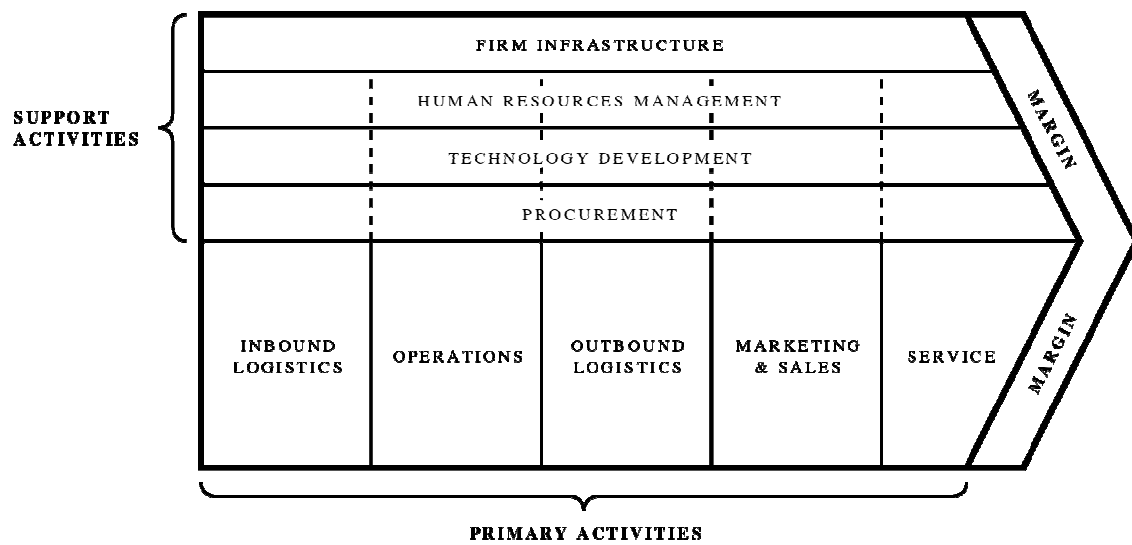 FIRM INFRASTRUCTURE
HUMAN RESOURCES MANAGEMENT
SUPPORT
ACTIVITIES
TECHNOLOGY DEVELOPMENT
PROCUREMENT
MARGIN
INBOUND
LOGISTICS
OPERATIONS
OUTBOUND
LOGISTICS
MARKETING
& SALES
SERVICE
MARGIN
PRIMARY ACTIVITIES